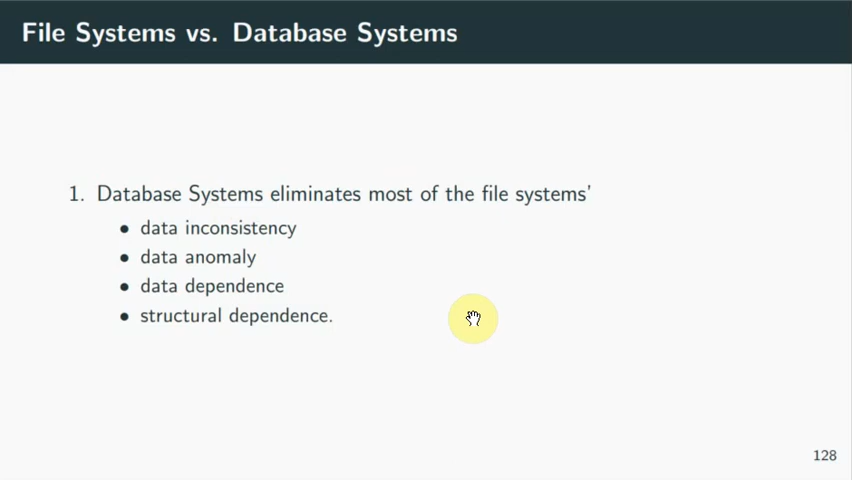 File Systems vs. Database Systems
1. Database Systems eliminates most of the file systems'
• data inconsistency
• data anomaly
• data dependence
• structural dependence.
128